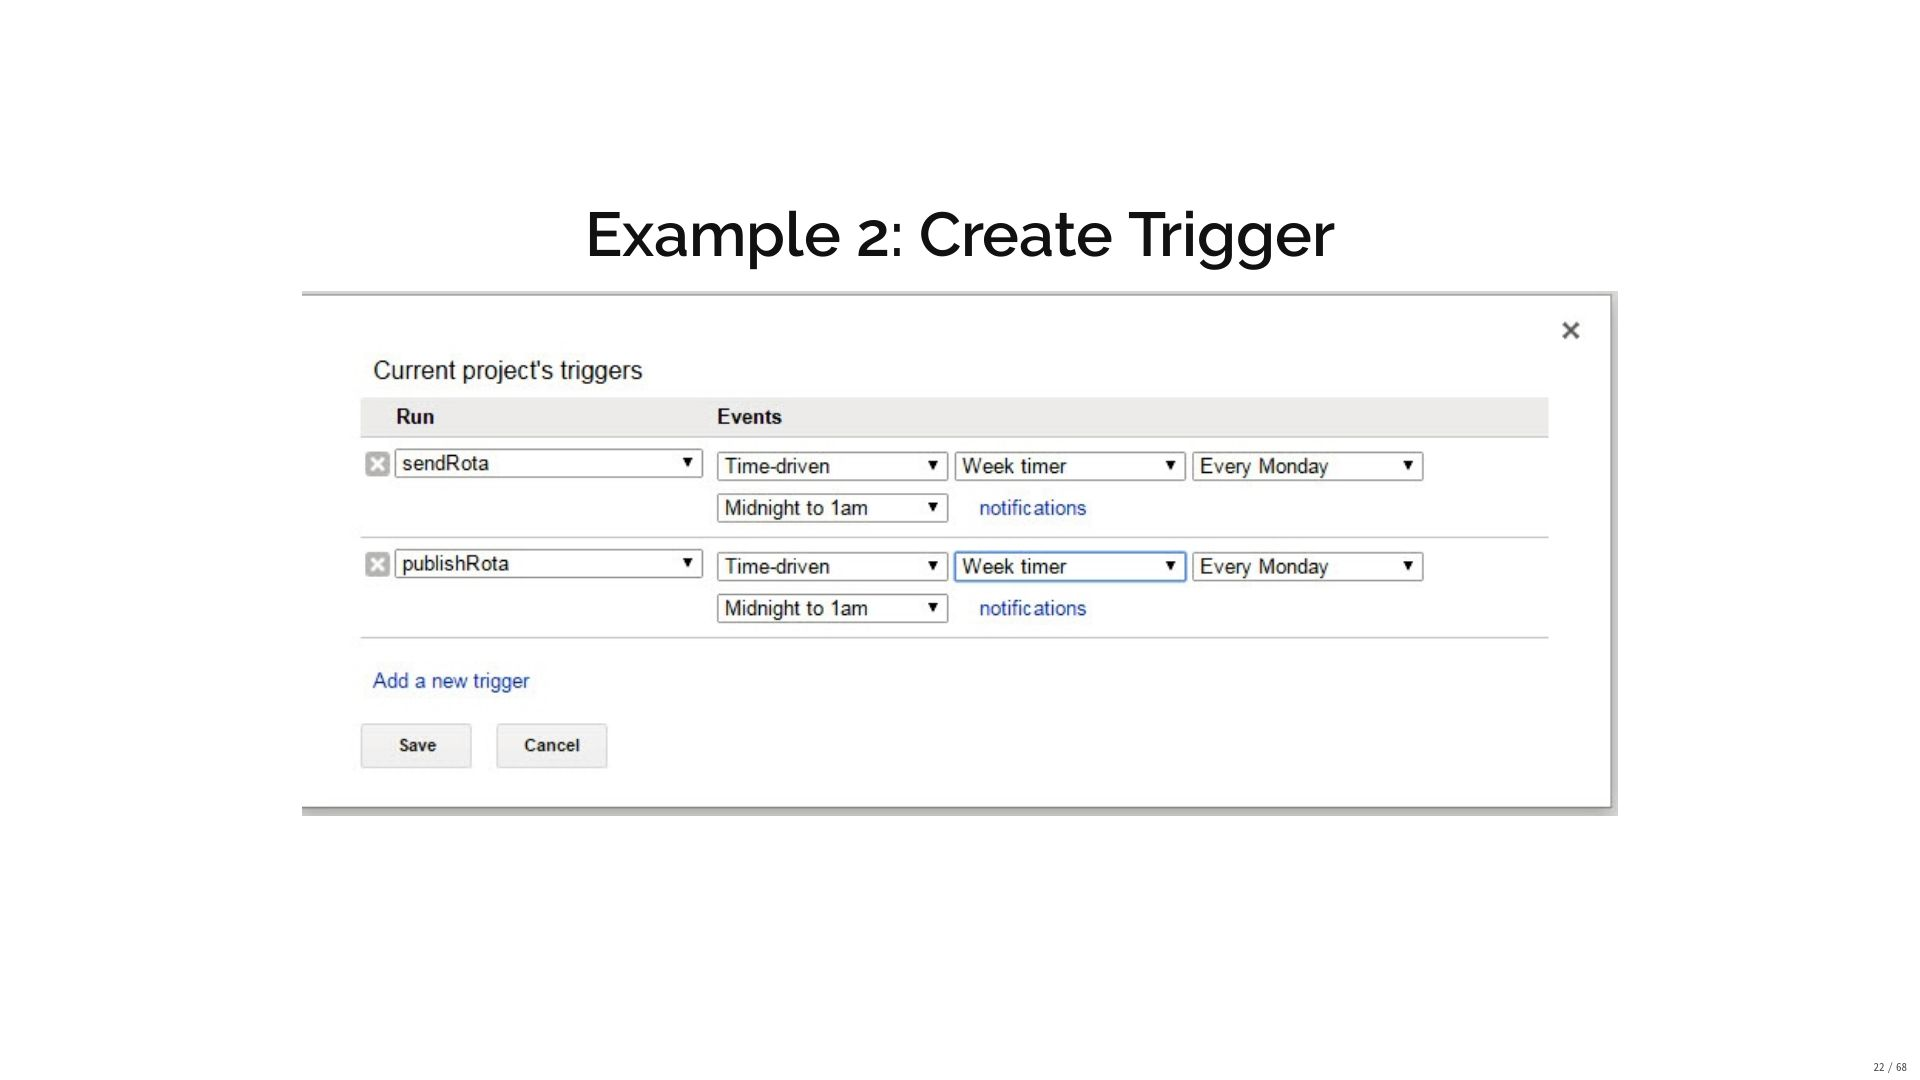 Example 2: Create Trigger
Current project's triggers
Run Events
sendRota Time-driven Week timer Every Monday
Midnight to 1am notifications
publishRota Time-driven Week timer Every Monday
Midnight to 1am notifications
Add a new trigger
Save Cancel
22 / 68